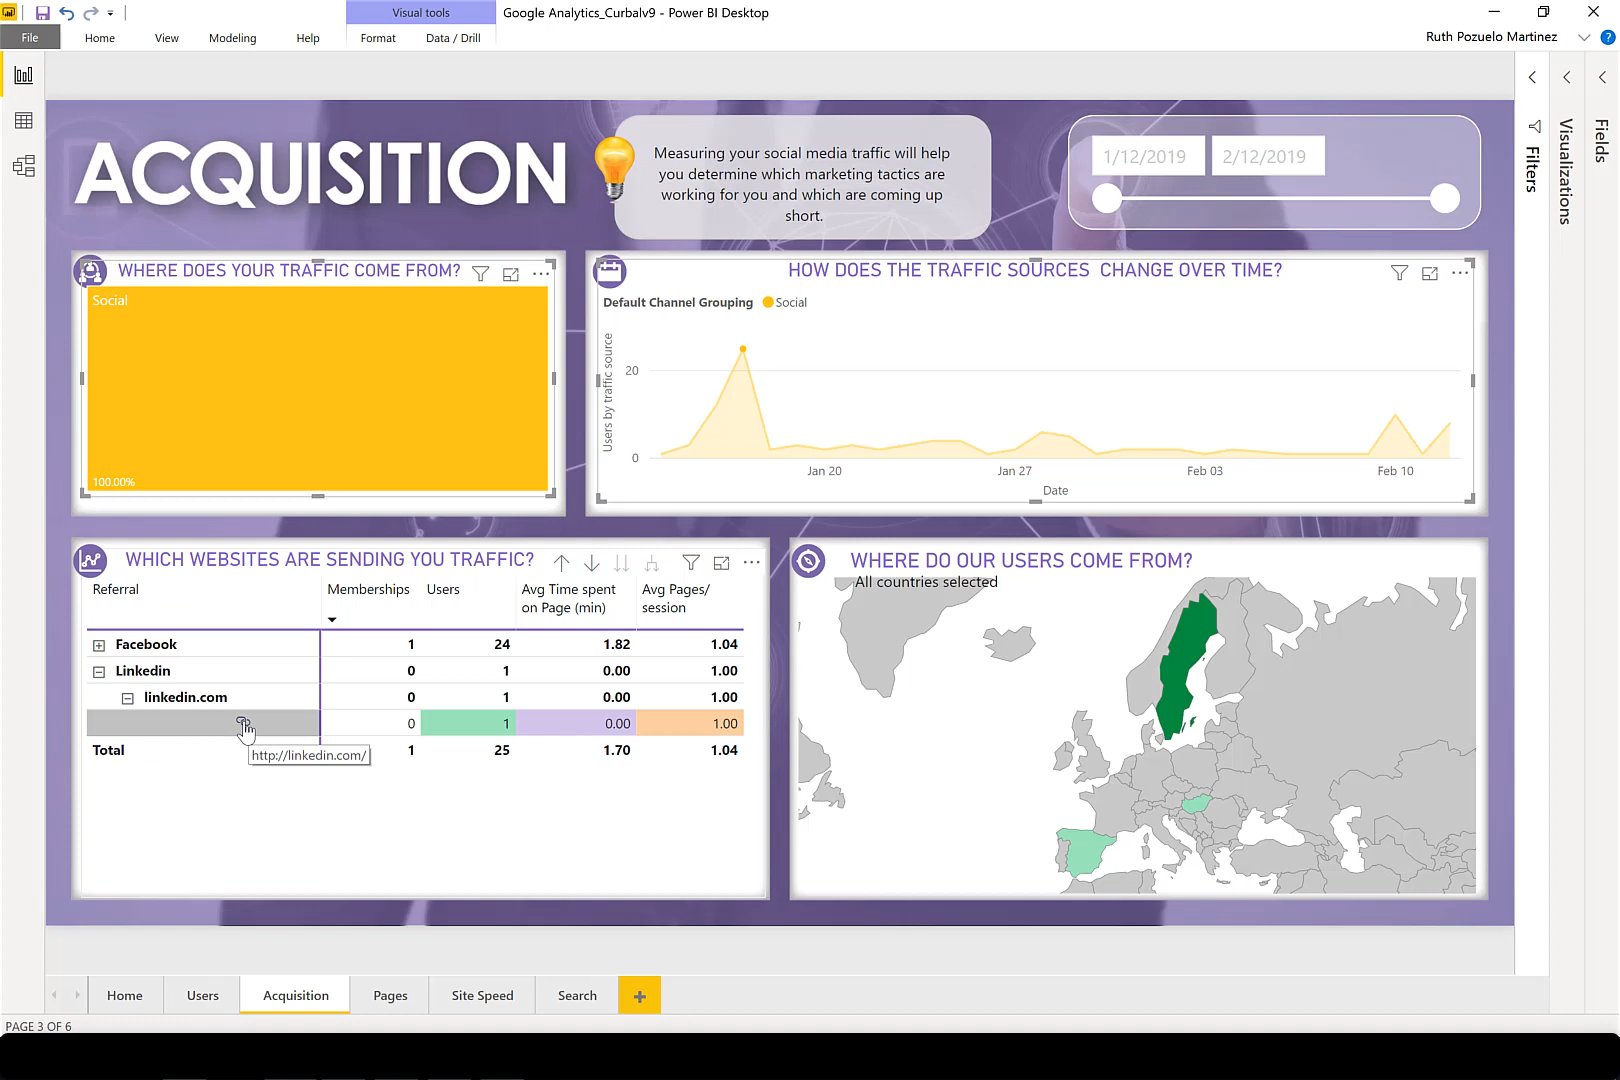 Visual tools
Google Analytics_Curbalv9 - Power BI Desktop
File
Home
View
Modeling
Help
Format
Data / Drill
Ruth Pozuelo Martinez
?
ACQUISITION
Measuring your social media traffic will help
you determine which marketing tactics are
working for you and which are coming up
short.
1/12/2019
2/12/2019
Filters
Visualizations
Fields
WHERE DOES YOUR TRAFFIC COME FROM?
Social
100.00%
HOW DOES THE TRAFFIC SOURCES CHANGE OVER TIME?
Default Channel Grouping Social
Users by traffic source
20
0
Jan 20
Jan 27
Feb 03
Feb 10
Date
WHICH WEBSITES ARE SENDING YOU TRAFFIC?
Referral Memberships Users Avg Time spent on Page (min) Avg Pages/ session
Facebook 1 24 1.82 1.04
Linkedin 0 1 0.00 1.00
linkedin.com 0 1 0.00 1.00
0 1 0.00 1.00
http://linkedin.com/
Total 1 25 1.70 1.04
WHERE DO OUR USERS COME FROM?
All countries selected
Home
Users
Acquisition
Pages
Site Speed
Search
+
PAGE 3 OF 6